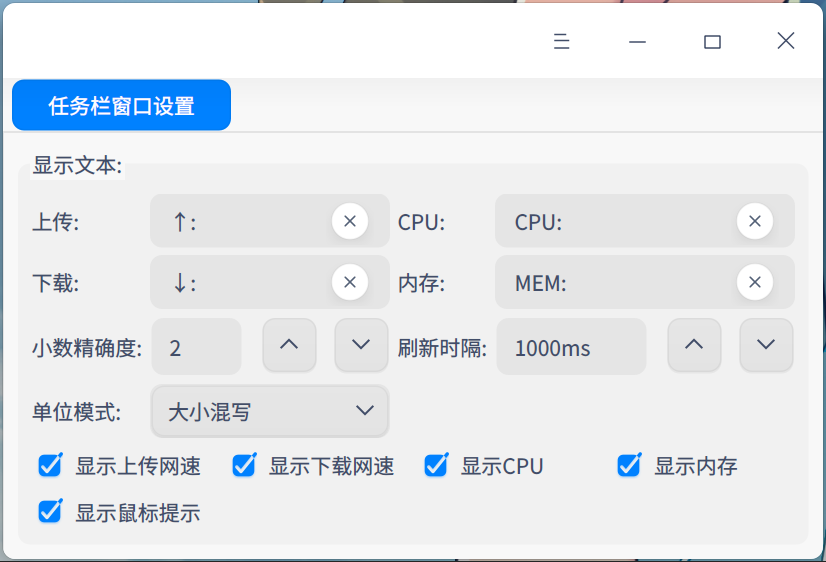 任务栏窗口设置
显示文本:
上传: ↑: CPU: CPU:
下载: ↓: 内存: MEM:
小数精确度: 2 刷新时隔: 1000ms
单位模式: 大小混写
显示上传网速 显示下载网速 显示CPU 显示内存
显示鼠标提示